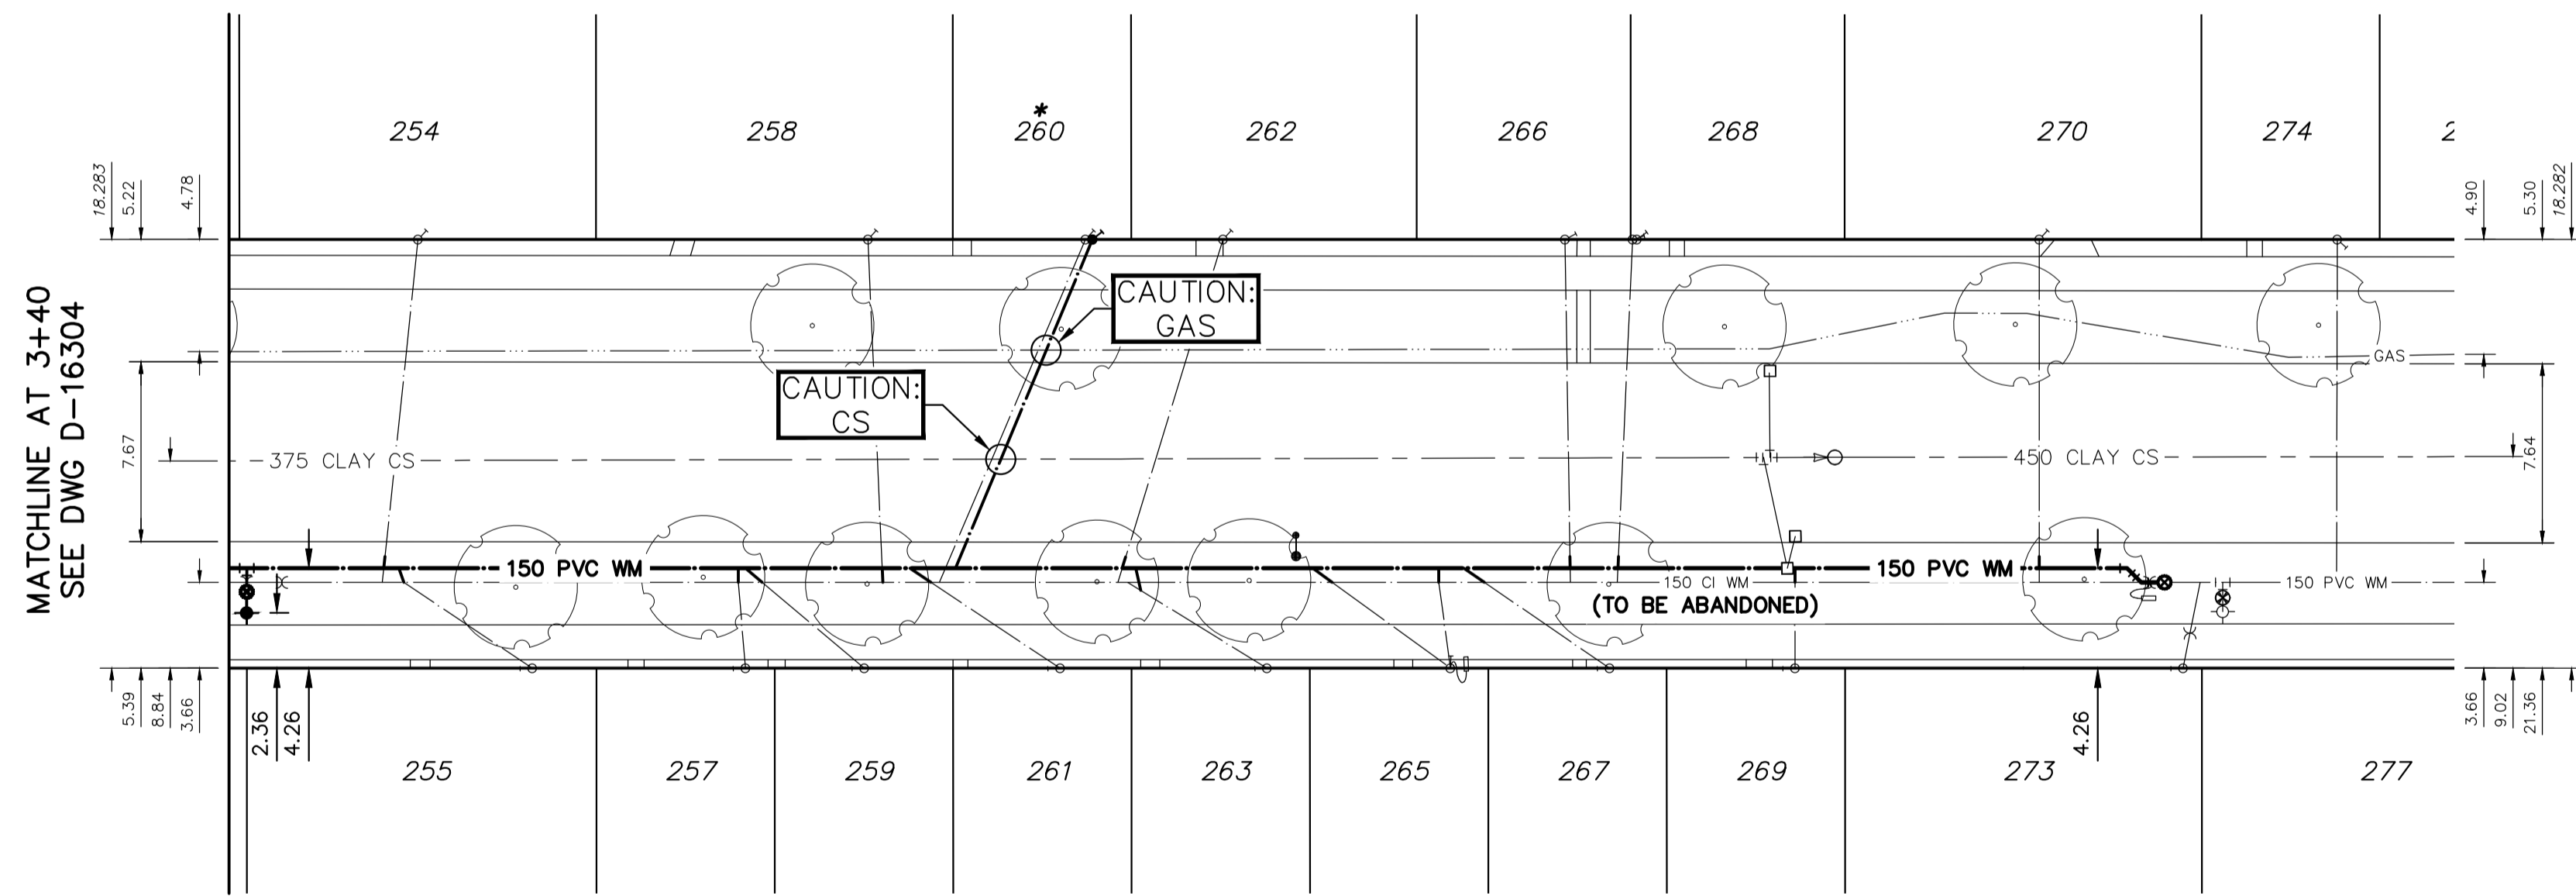 MATCHLINE AT 3+40
SEE DWG D-16304
254
258
*
260
262
266
268
270
274
18.283
5.22
4.78
4.90
5.30
18.282
CAUTION:
GAS
CAUTION:
CS
GAS
7.67
375 CLAY CS
450 CLAY CS
7.64
150 PVC WM
150 CI WM
(TO BE ABANDONED)
150 PVC WM
150 PVC WM
5.39
8.84
3.66
2.36
4.26
4.26
3.66
9.02
21.36
255
257
259
261
263
265
267
269
273
277